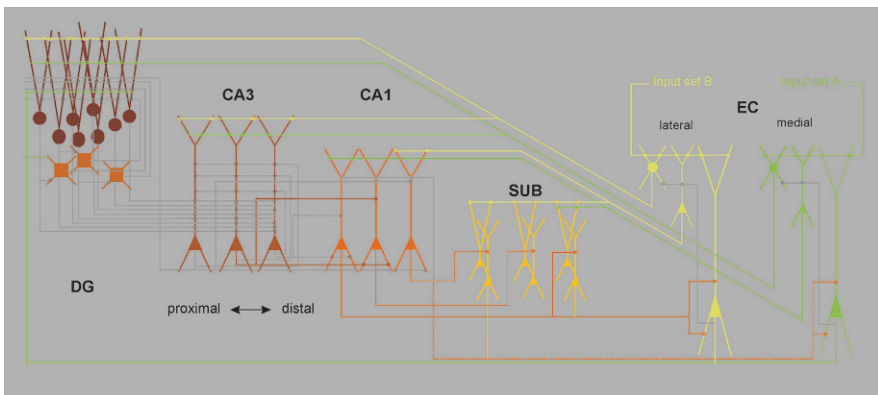 CA3
CA1
Input set B
Input set A
EC
lateral
medial
SUB
DG
proximal
distal